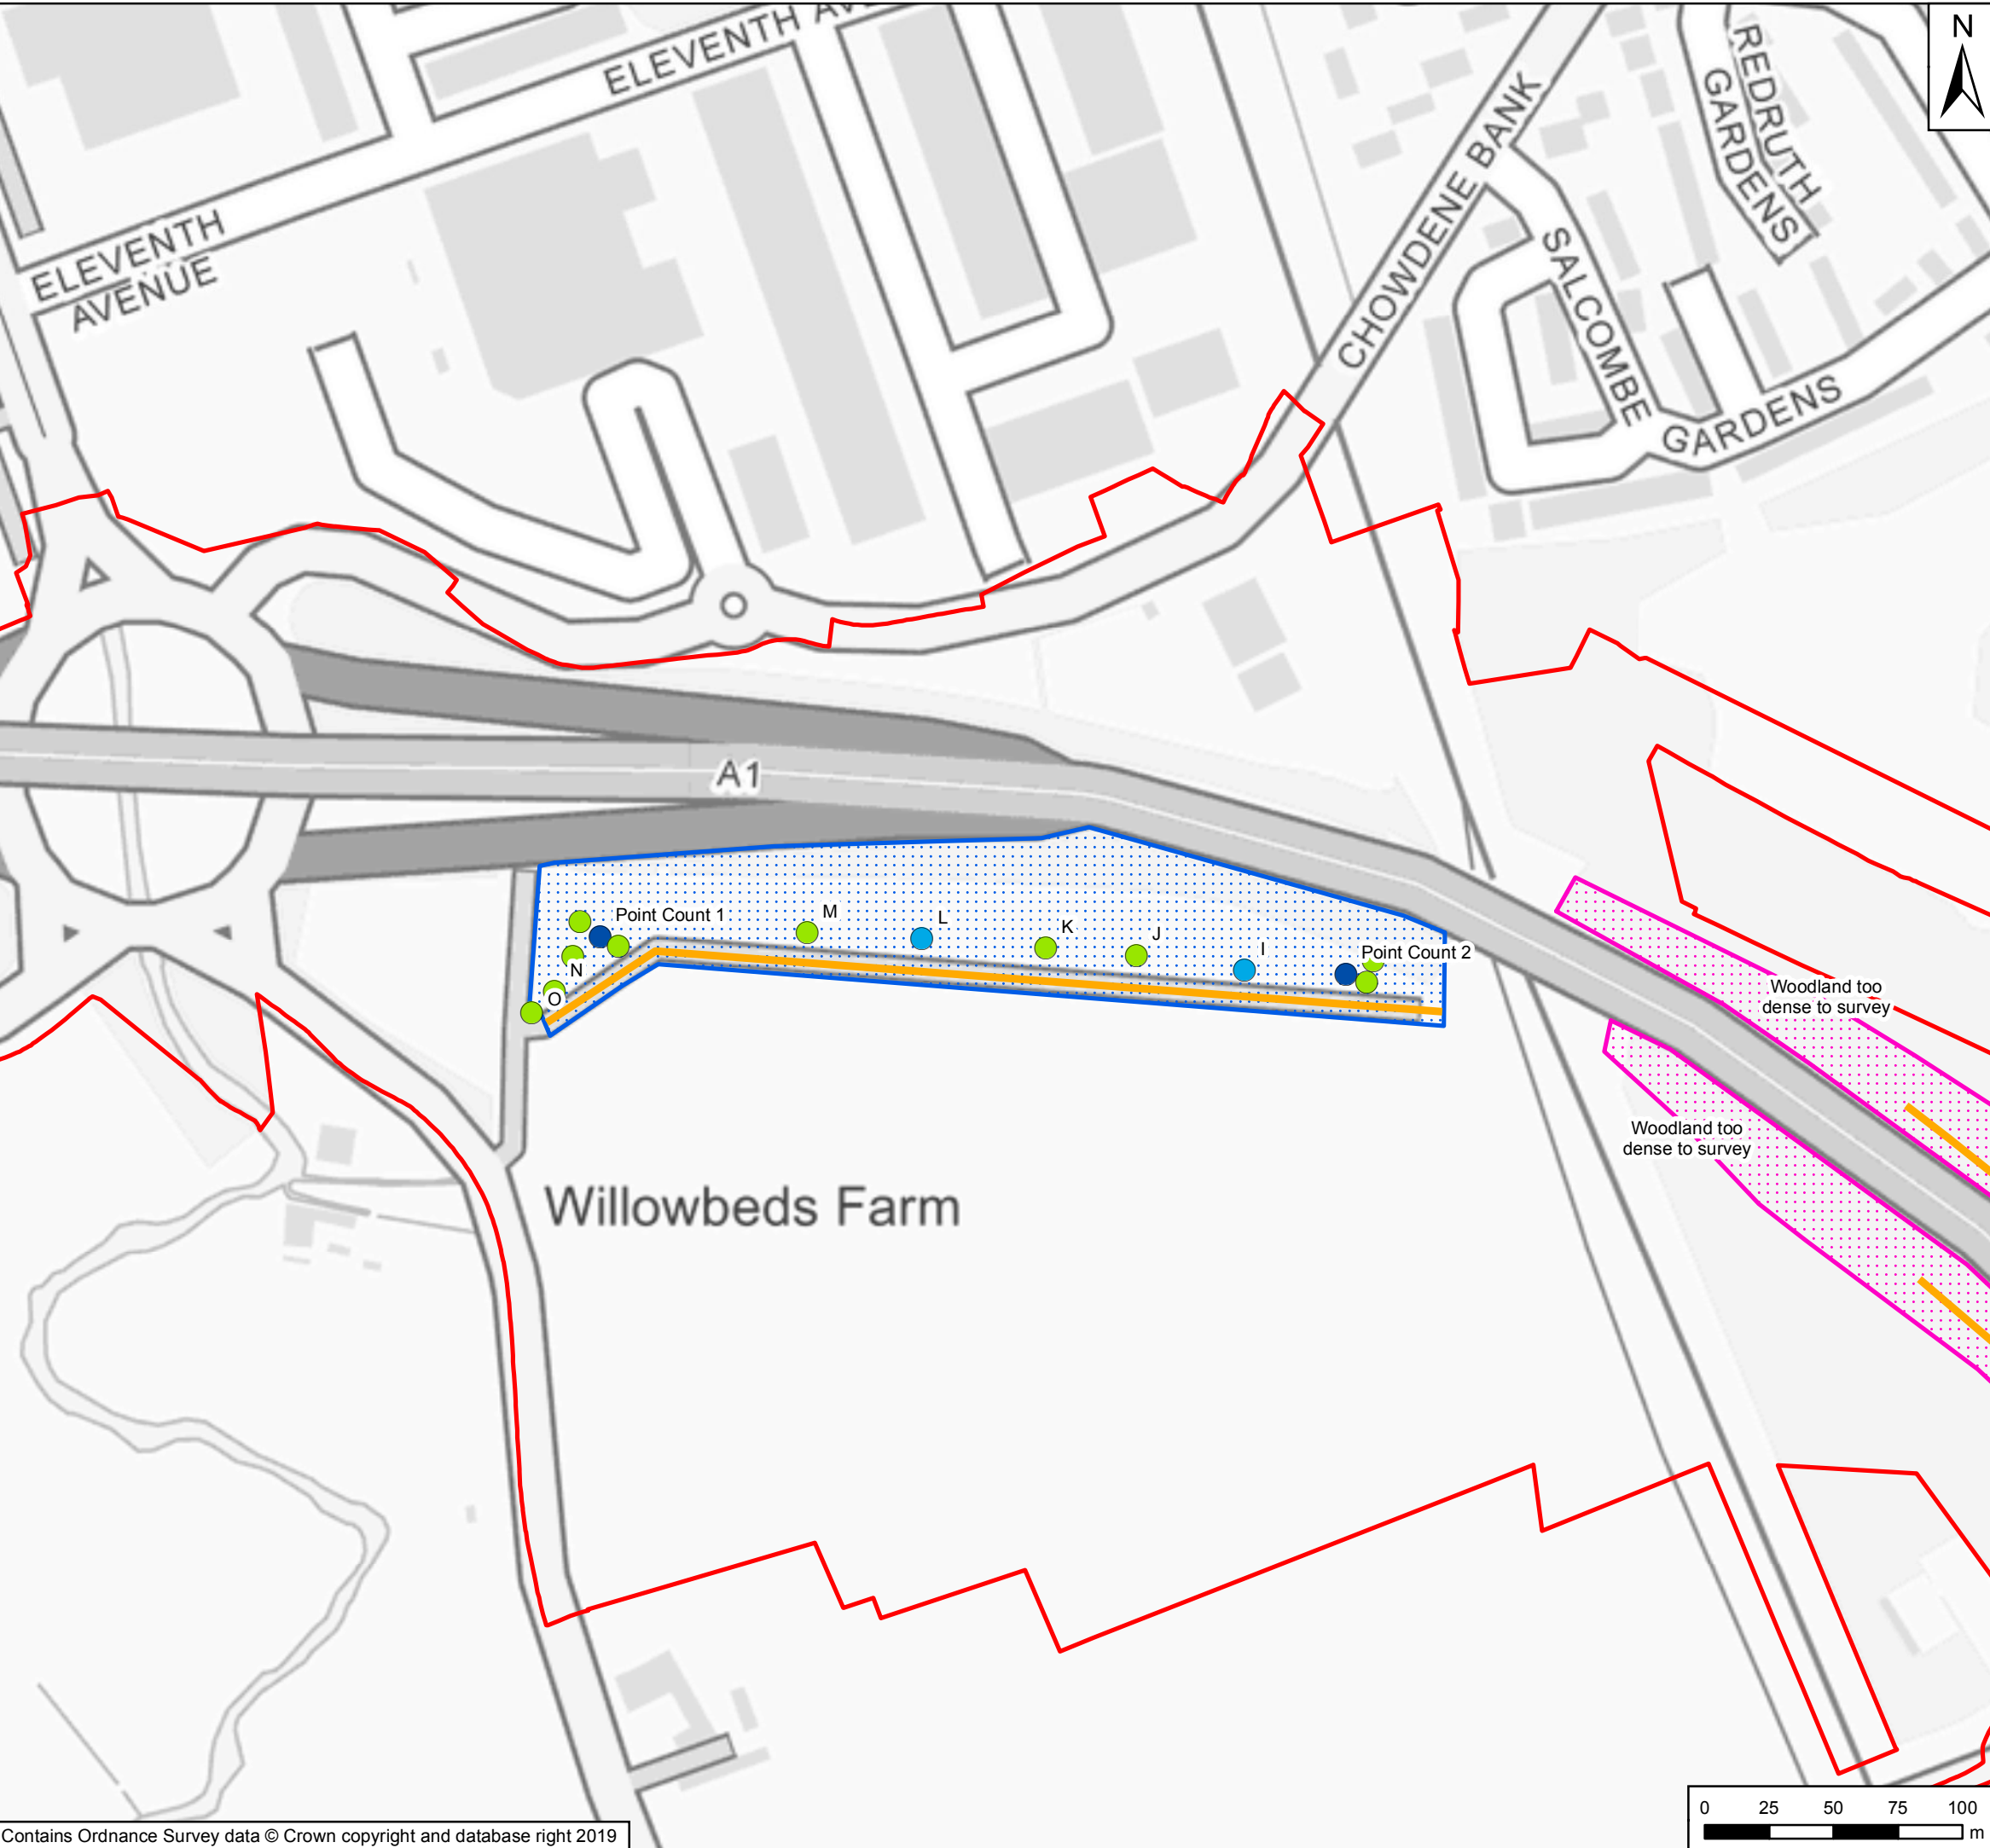 N
ELEVENTH AV
REDRUTH
GARDENS
ELEVENTH
AVENUE
CHOWDENE BANK
SALCOMBE
GARDENS
A1
Point Count 1
M
L
K
J
I
Point Count 2
N
O
Woodland too
dense to survey
Woodland too
dense to survey
Willowbeds Farm
0 25 50 75 100
m
Contains Ordnance Survey data © Crown copyright and database right 2019